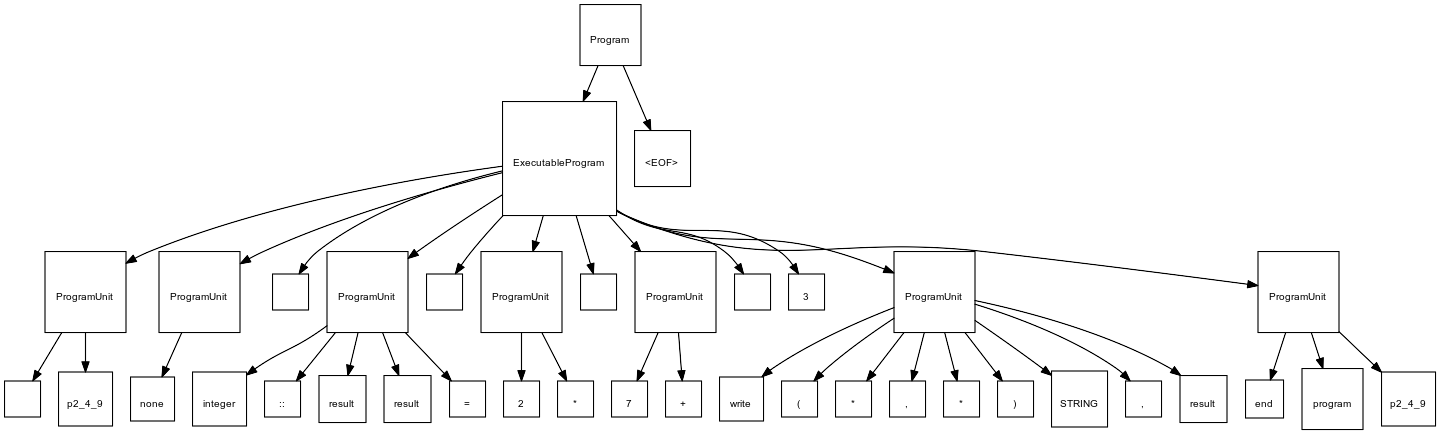 Program
ExecutableProgram
<EOF>
ProgramUnit
ProgramUnit
ProgramUnit
ProgramUnit
ProgramUnit
3
ProgramUnit
ProgramUnit
p2_4_9
none
integer
::
result
result
=
2
*
7
+
write
(
*
,
*
)
STRING
,
result
end
program
p2_4_9